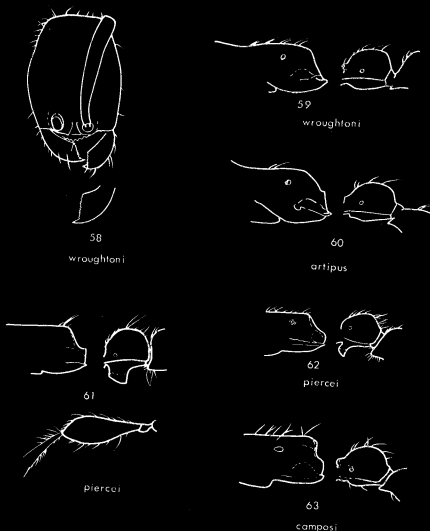 58
wroughtoni
59
wroughtoni
60
artipus
61
piercei
62
piercei
63
camposi